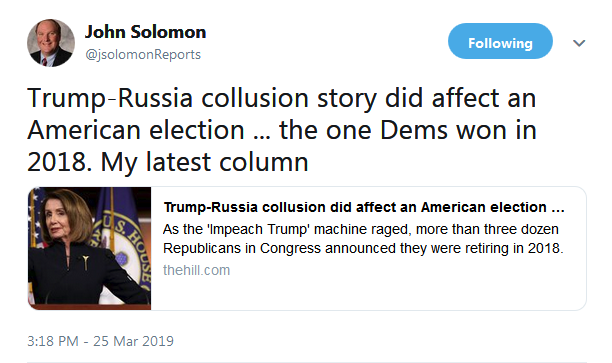 John Solomon
@jsolomonReports
Following
Trump-Russia collusion story did affect an
American election ... the one Dems won in
2018. My latest column
Trump-Russia collusion did affect an American election ...
As the 'Impeach Trump' machine raged, more than three dozen
Republicans in Congress announced they were retiring in 2018.
thehill.com
3:18 PM - 25 Mar 2019